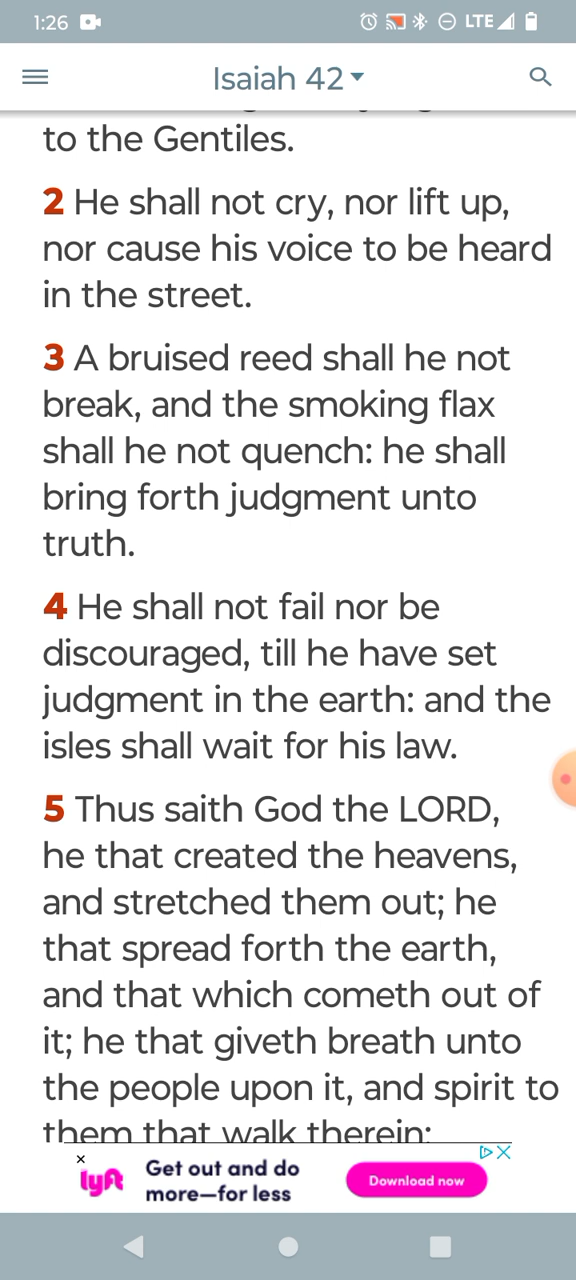 1:26
LTE
Isaiah 42
to the Gentiles.
2 He shall not cry, nor lift up,
nor cause his voice to be heard
in the street.
3 A bruised reed shall he not
break, and the smoking flax
shall he not quench: he shall
bring forth judgment unto
truth.
4 He shall not fail nor be
discouraged, till he have set
judgment in the earth: and the
isles shall wait for his law.
5 Thus saith God the LORD,
he that created the heavens,
and stretched them out; he
that spread forth the earth,
and that which cometh out of
it; he that giveth breath unto
the people upon it, and spirit to
them that walk therein:
lyft
Get out and do
more—for less
Download now